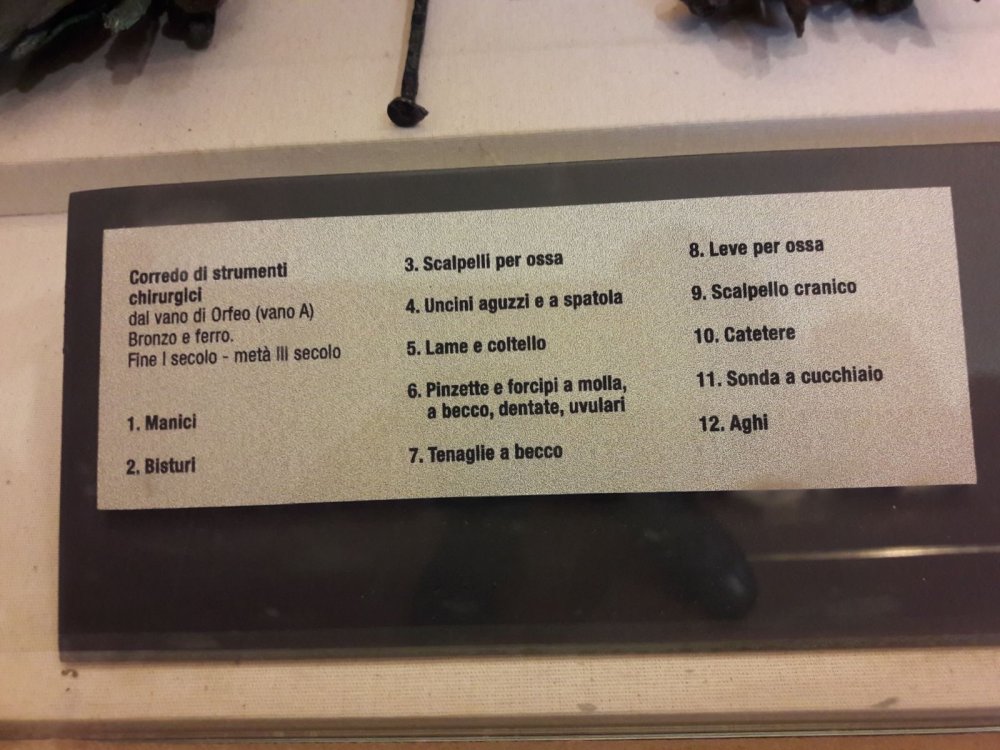 Corredo di strumenti
chirurgici
dal vano di Orfeo (vano A)
Bronzo e ferro.
Fine I secolo - metà III secolo
1. Manici
2. Bisturi
3. Scalpelli per ossa
4. Uncini aguzzi e a spatola
5. Lame e coltello
6. Pinzette e forcipi a molla,
a becco, dentate, uvulari
7. Tenaglie a becco
8. Leve per ossa
9. Scalpello cranico
10. Catetere
11. Sonda a cucchiaio
12. Aghi